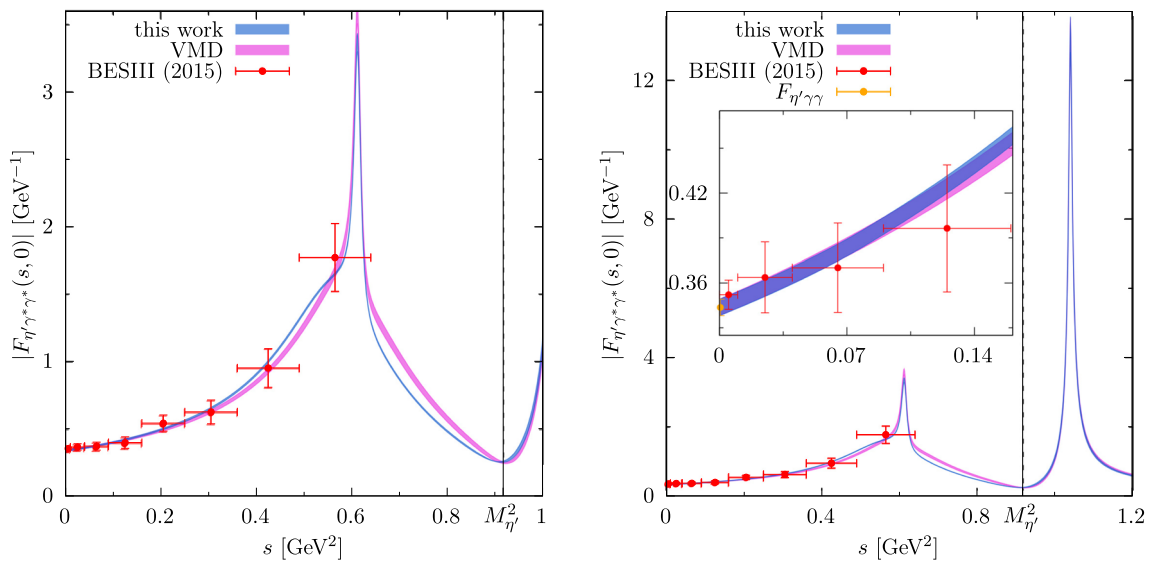 this work
VMD
BESIII (2015)
3
2
1
0
|F_{η′γ*γ*}(s, 0)| [GeV⁻¹]
0 0.2 0.4 0.6 0.8 M²_{η′} 1
s [GeV²]
this work
VMD
BESIII (2015)
F_{η′γγ}
12
8
4
0
|F_{η′γ*γ*}(s, 0)| [GeV⁻¹]
0.42
0.36
0 0.07 0.14
0 0.4 0.8 M²_{η′} 1.2
s [GeV²]